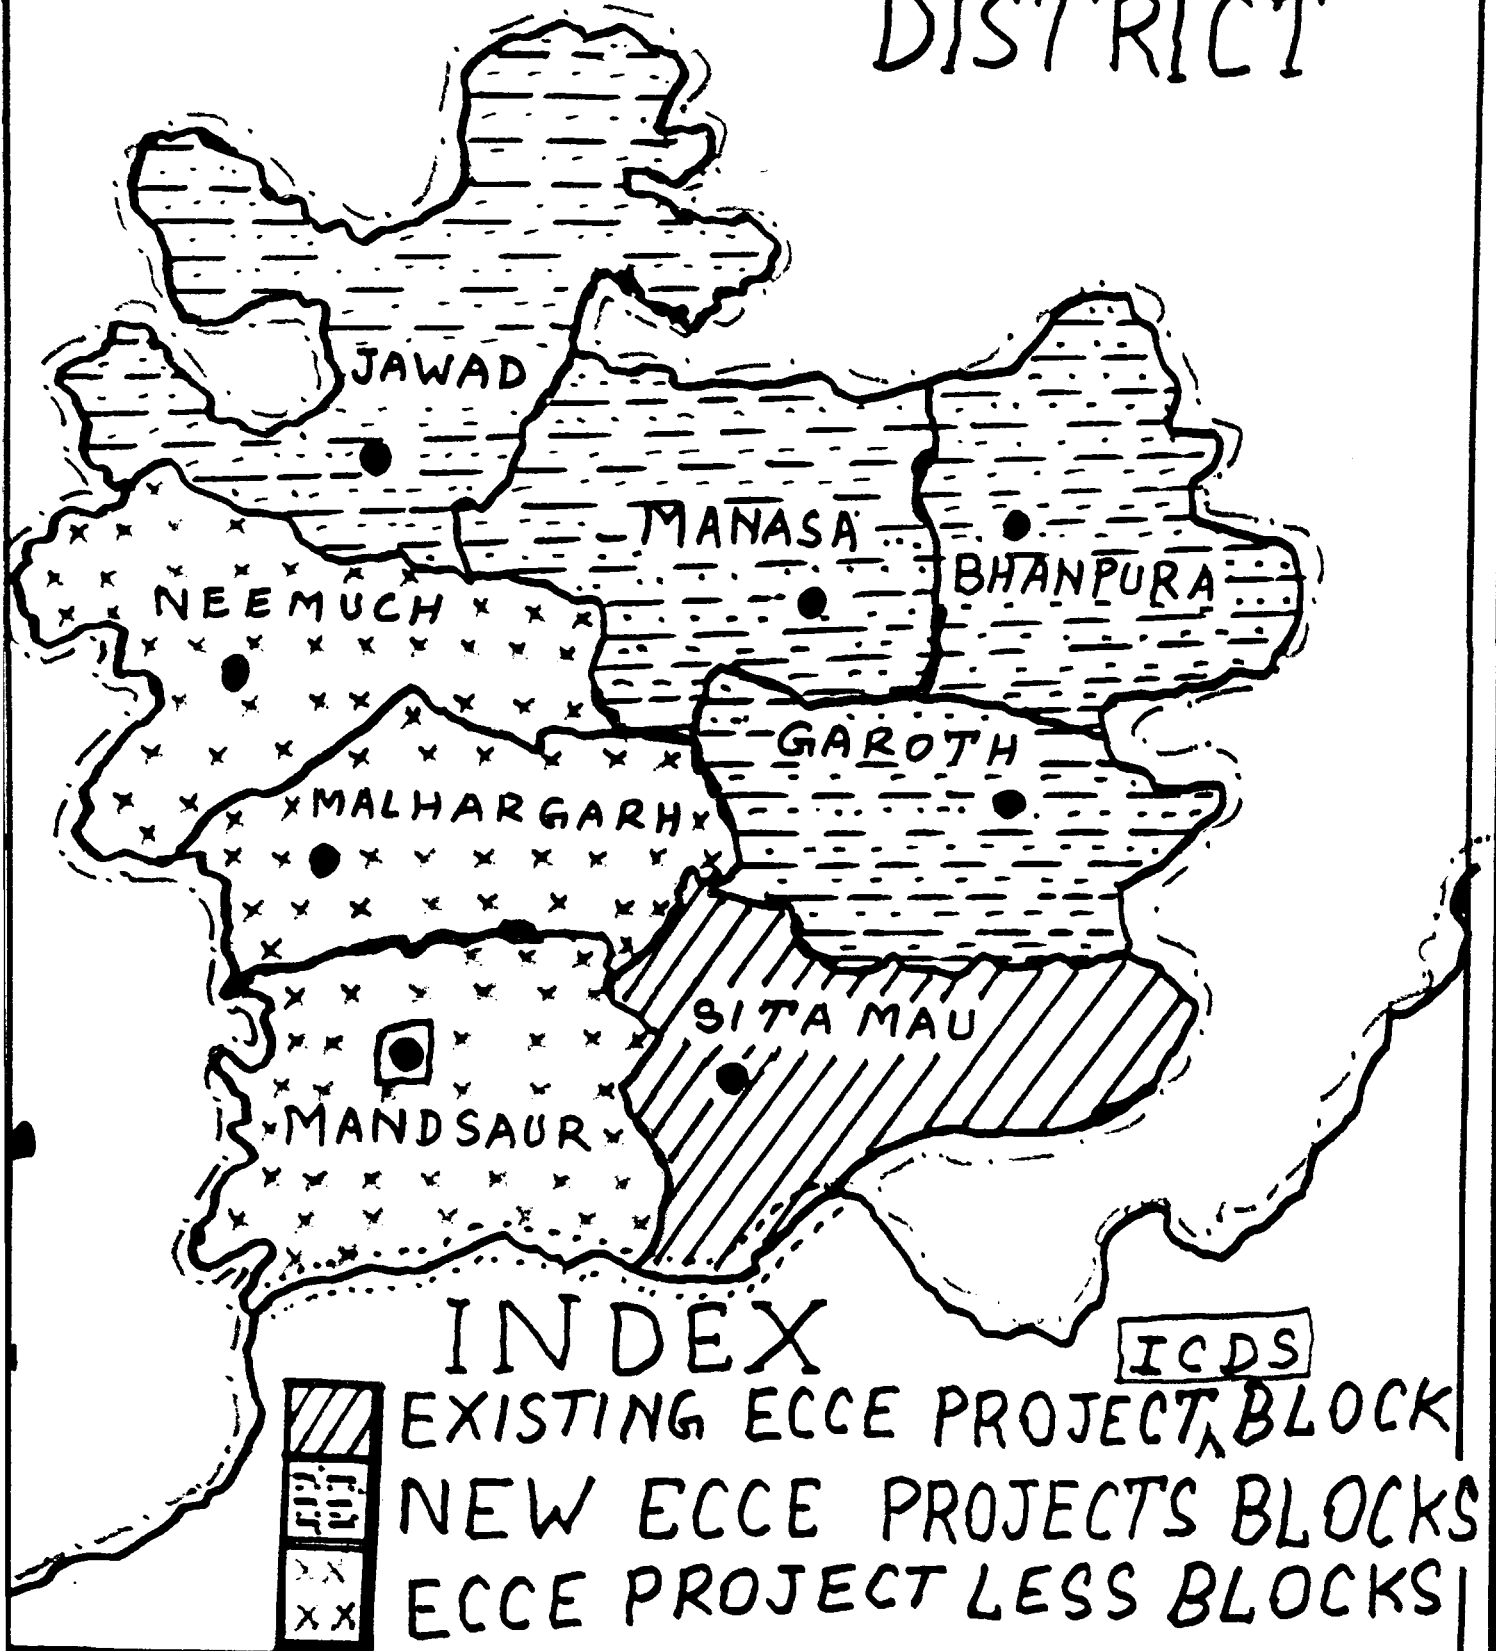 DISTRICT
JAWAD
MANASA
BHANPURA
NEEMUCH
GAROTH
MALHARGARH
SITA MAU
MANDSAUR
INDEX
ICDS
EXISTING ECCE PROJECT BLOCK
NEW ECCE PROJECTS BLOCKS
ECCE PROJECT LESS BLOCKS